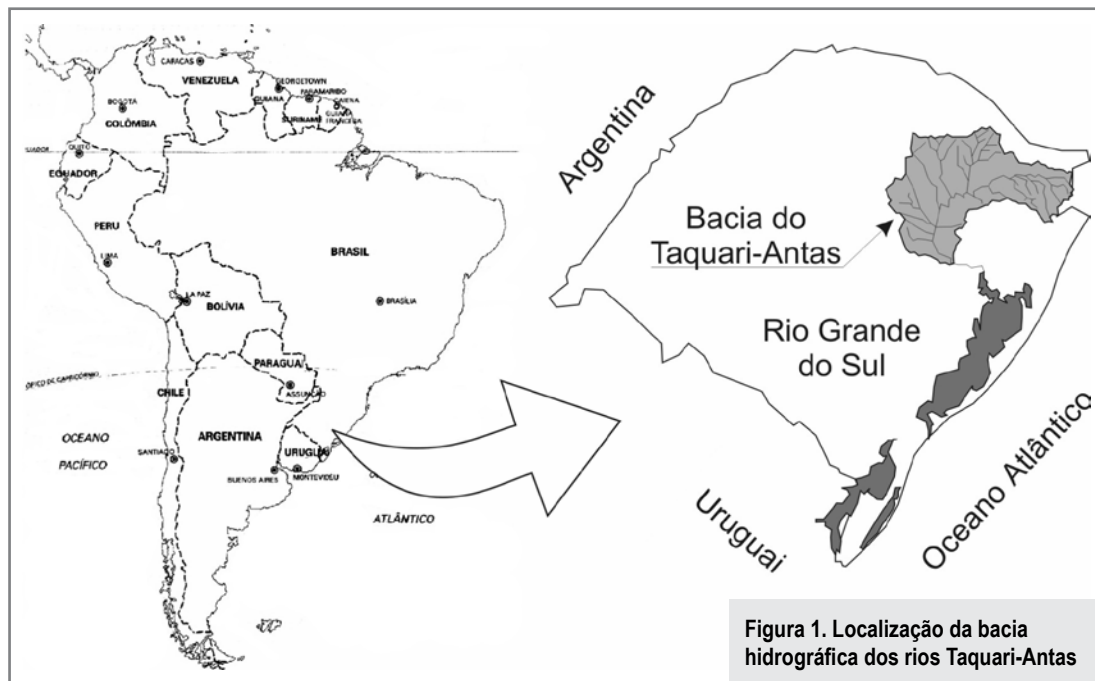 CARACAS
VENEZUELA
GEORGETOWN
PARAMARIBO
GUIANA
CAIENA
SURINAME
GUIANA
FRANCESA
BOGOTA
COLÔMBIA
QUITO
EQUADOR
PERU
LIMA
BRASIL
BRASÍLIA
LA PAZ
BOLÍVIA
PARAGUAI
ASSUNÇÃO
CHILE
ARGENTINA
OCEANO
PACÍFICO
SANTIAGO
URUGUAI
BUENOS AIRES
MONTEVIDÉU
ATLÂNTICO
Argentina
Bacia do
Taquari-Antas
Rio Grande
do Sul
Uruguai
Oceano Atlântico
Figura 1. Localização da bacia
hidrográfica dos rios Taquari-Antas